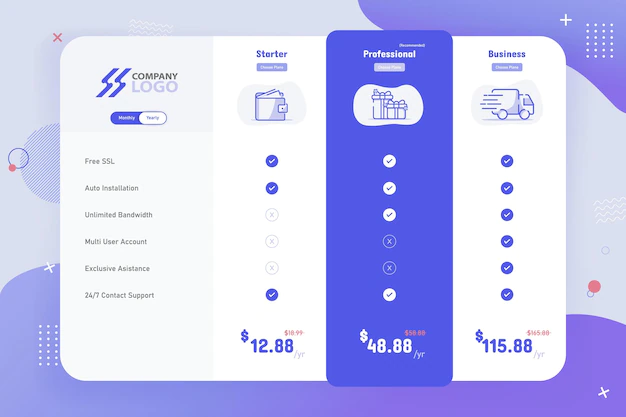 COMPANY
LOGO
Monthly
Yearly
Starter
Choose Plans
(Recommended)
Professional
Choose Plans
Business
Choose Plans
Free SSL
Auto Installation
Unlimited Bandwidth
Multi User Account
Exclusive Asistance
24/7 Contact Support
$18.99
$12.88/yr
$58.88
$48.88/yr
$165.88
$115.88/yr